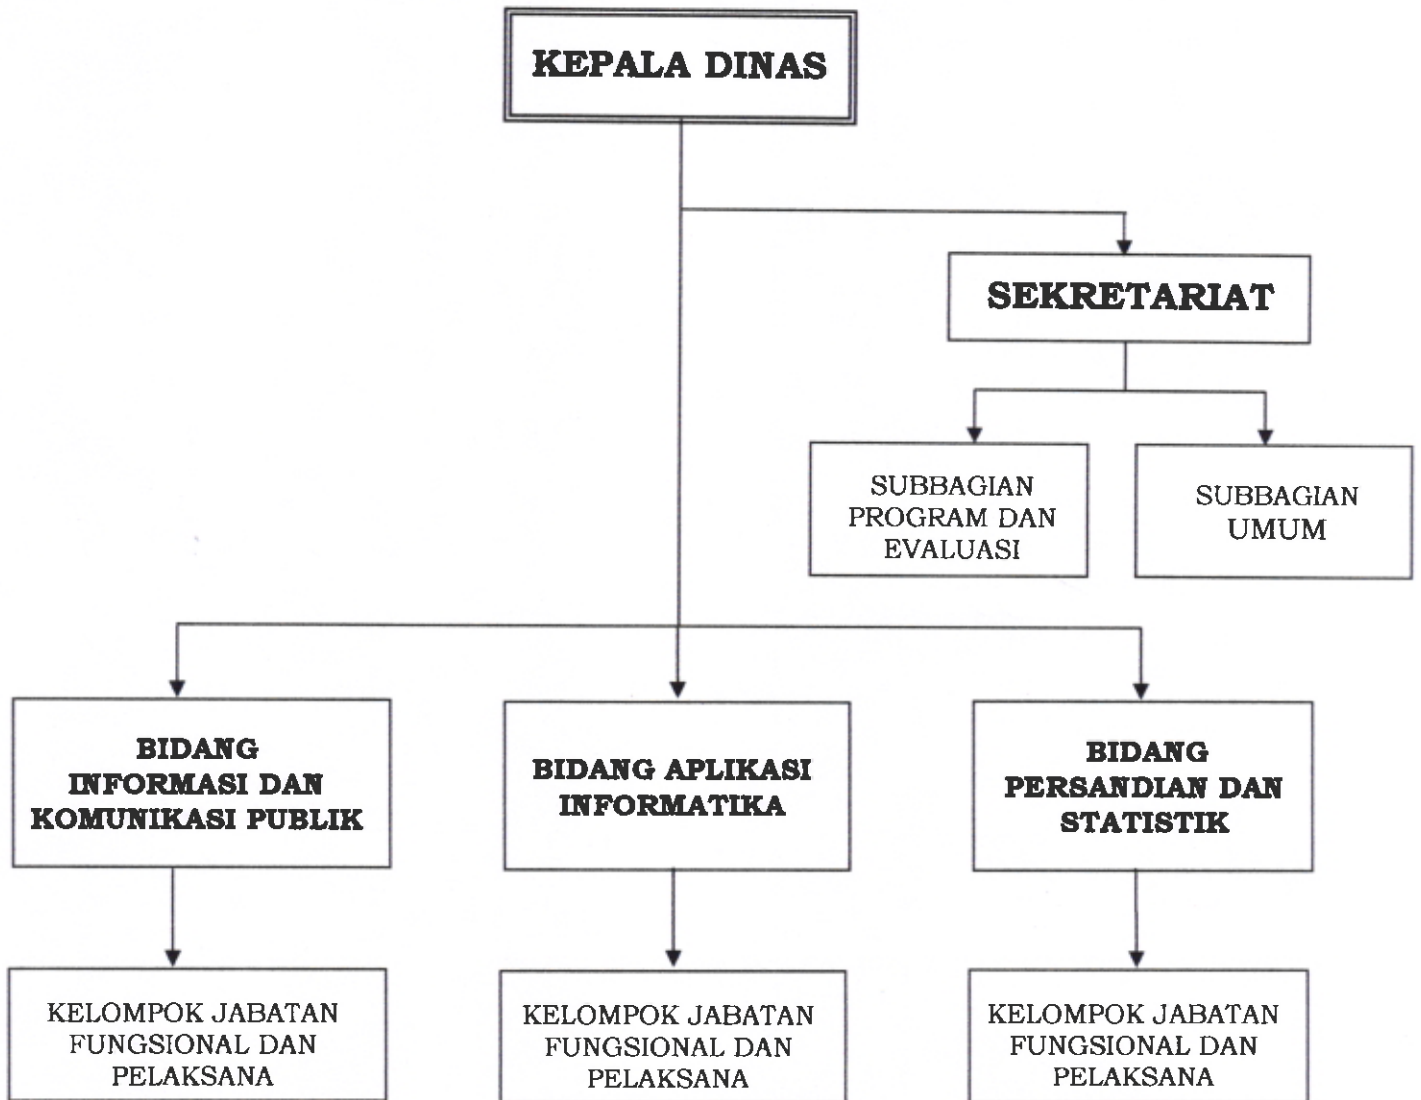 KEPALA DINAS
SEKRETARIAT
SUBBAGIAN
PROGRAM DAN
EVALUASI
SUBBAGIAN
UMUM
BIDANG
INFORMASI DAN
KOMUNIKASI PUBLIK
BIDANG APLIKASI
INFORMATIKA
BIDANG
PERSANDIAN DAN
STATISTIK
KELOMPOK JABATAN
FUNGSIONAL DAN
PELAKSANA
KELOMPOK JABATAN
FUNGSIONAL DAN
PELAKSANA
KELOMPOK JABATAN
FUNGSIONAL DAN
PELAKSANA